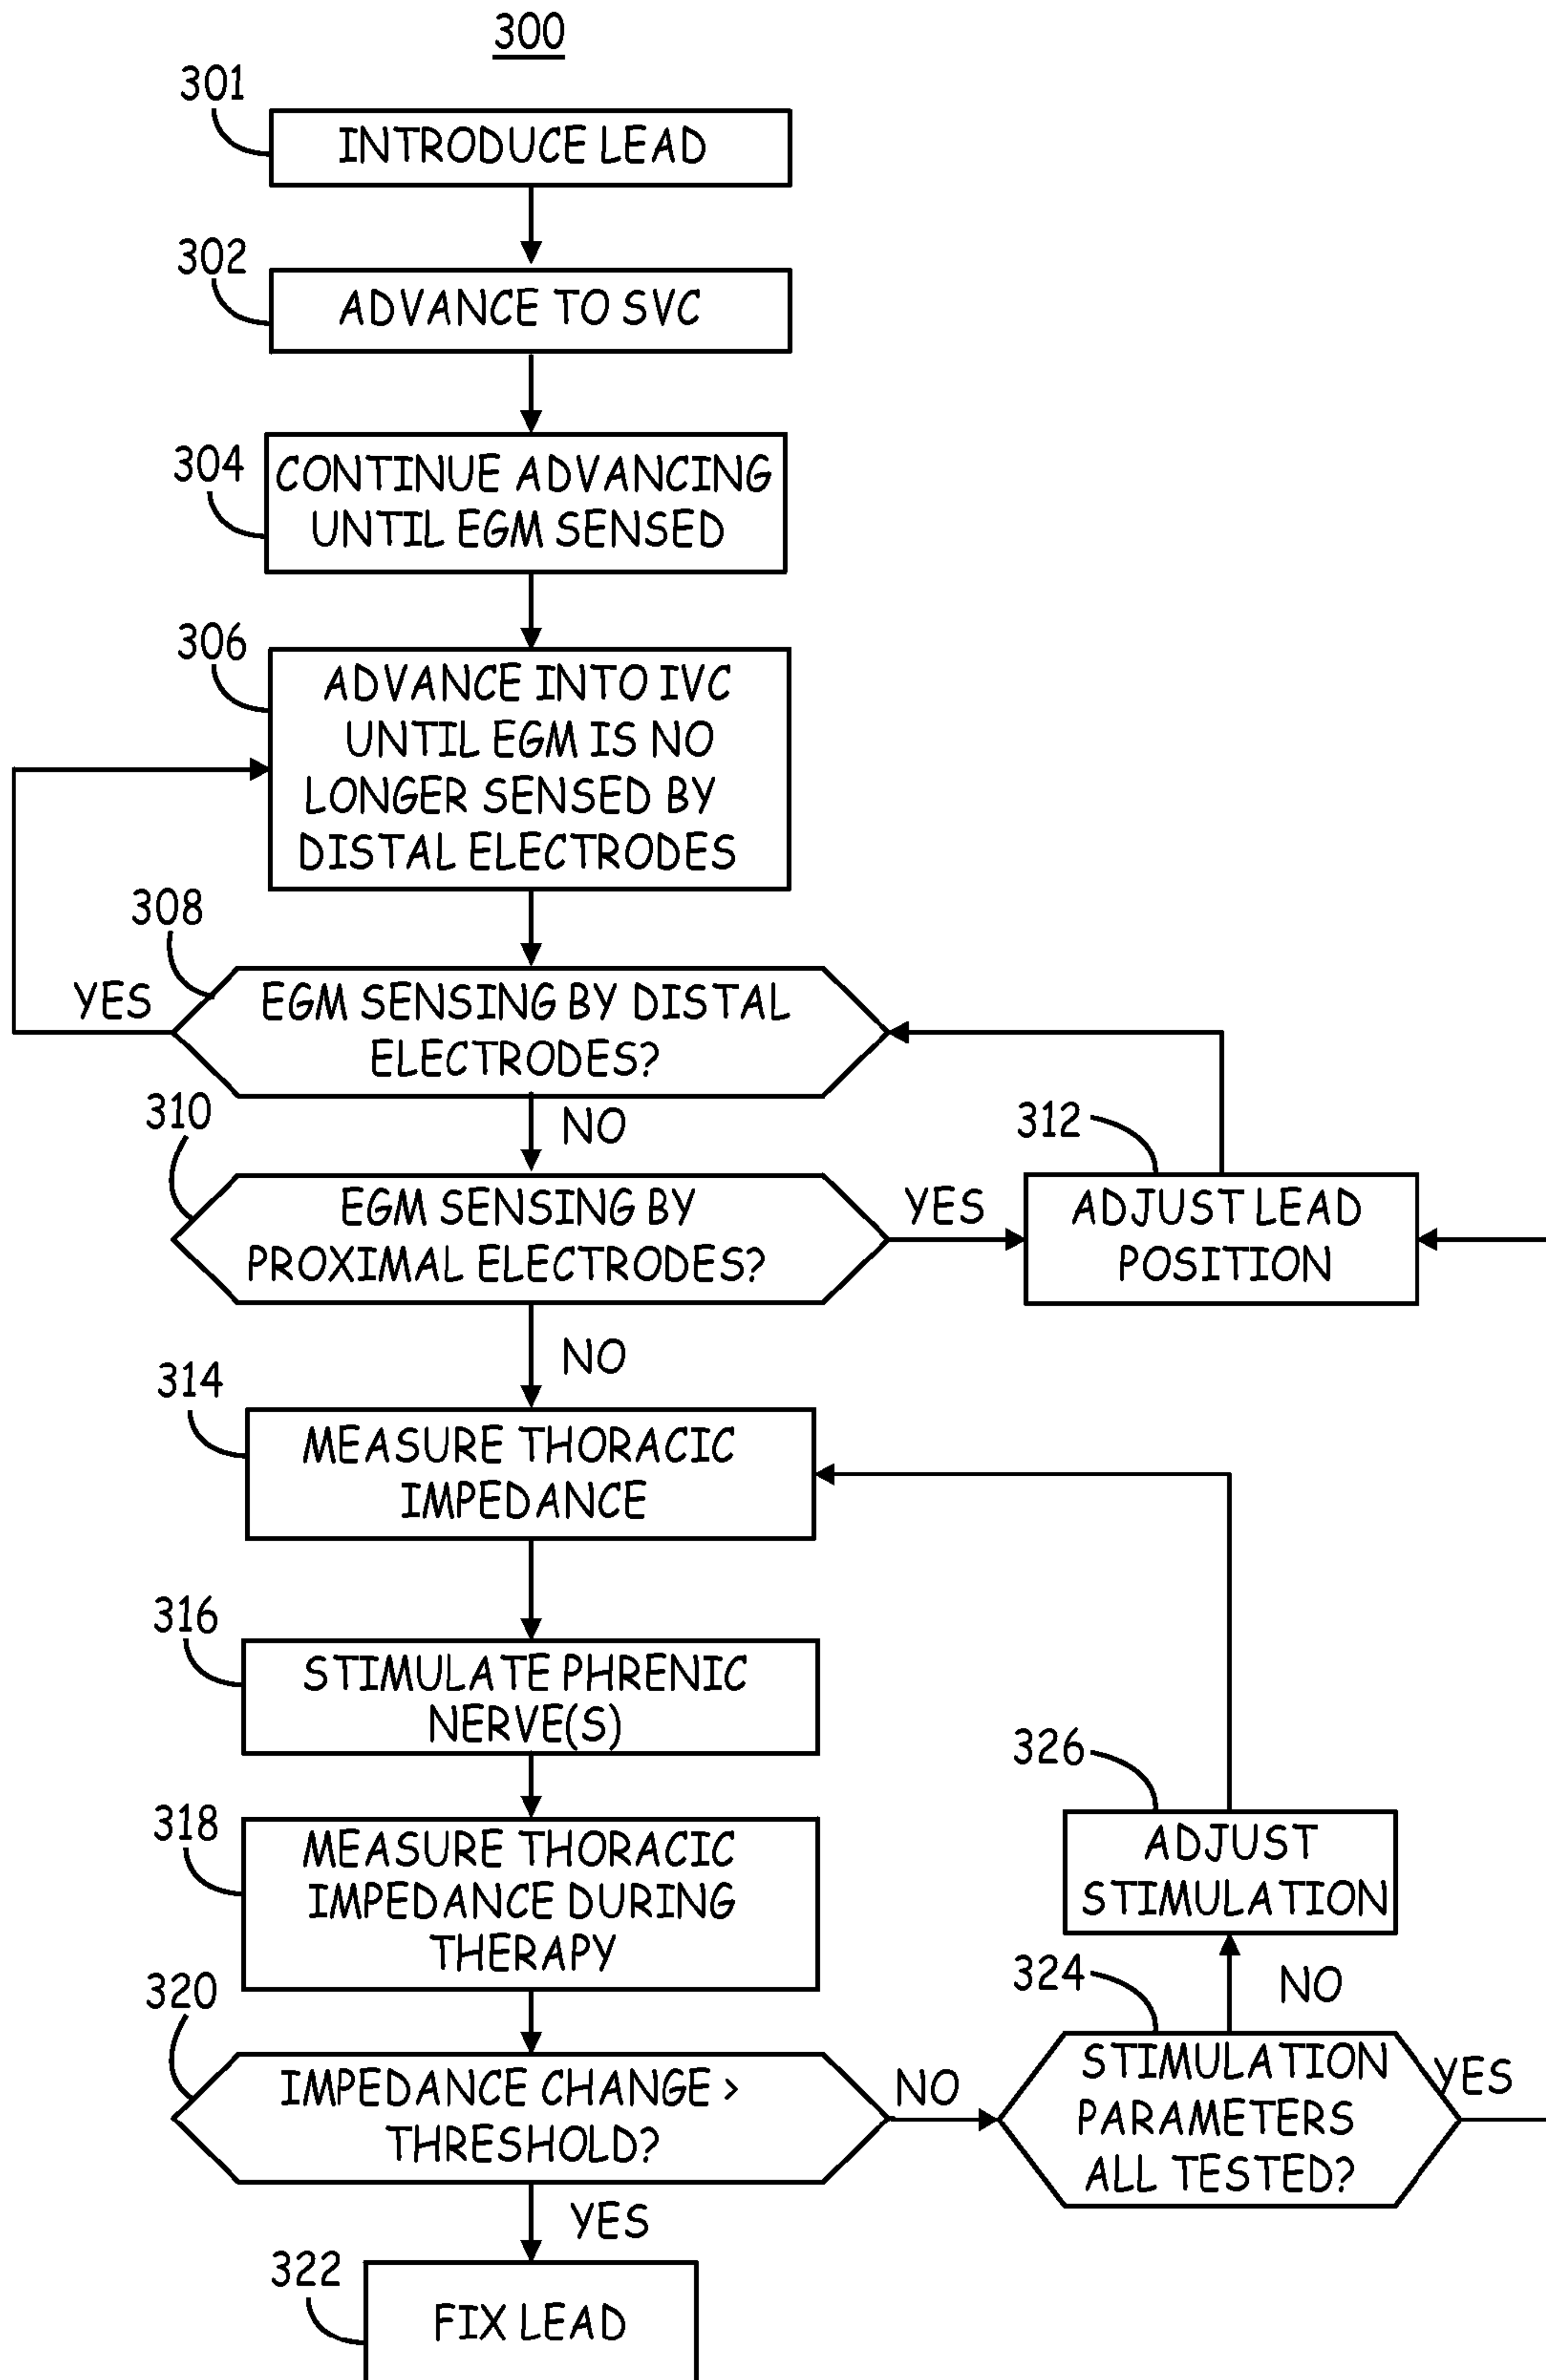 300
301
INTRODUCE LEAD
302
ADVANCE TO SVC
304
CONTINUE ADVANCING
UNTIL EGM SENSED
306
ADVANCE INTO IVC
UNTIL EGM IS NO
LONGER SENSED BY
DISTAL ELECTRODES
308
YES
EGM SENSING BY DISTAL
ELECTRODES?
NO
310
EGM SENSING BY
PROXIMAL ELECTRODES?
YES
312
ADJUST LEAD
POSITION
NO
314
MEASURE THORACIC
IMPEDANCE
316
STIMULATE PHRENIC
NERVE(S)
318
MEASURE THORACIC
IMPEDANCE DURING
THERAPY
320
IMPEDANCE CHANGE >
THRESHOLD?
NO
324
STIMULATION
PARAMETERS
ALL TESTED?
YES
NO
326
ADJUST
STIMULATION
YES
322
FIX LEAD